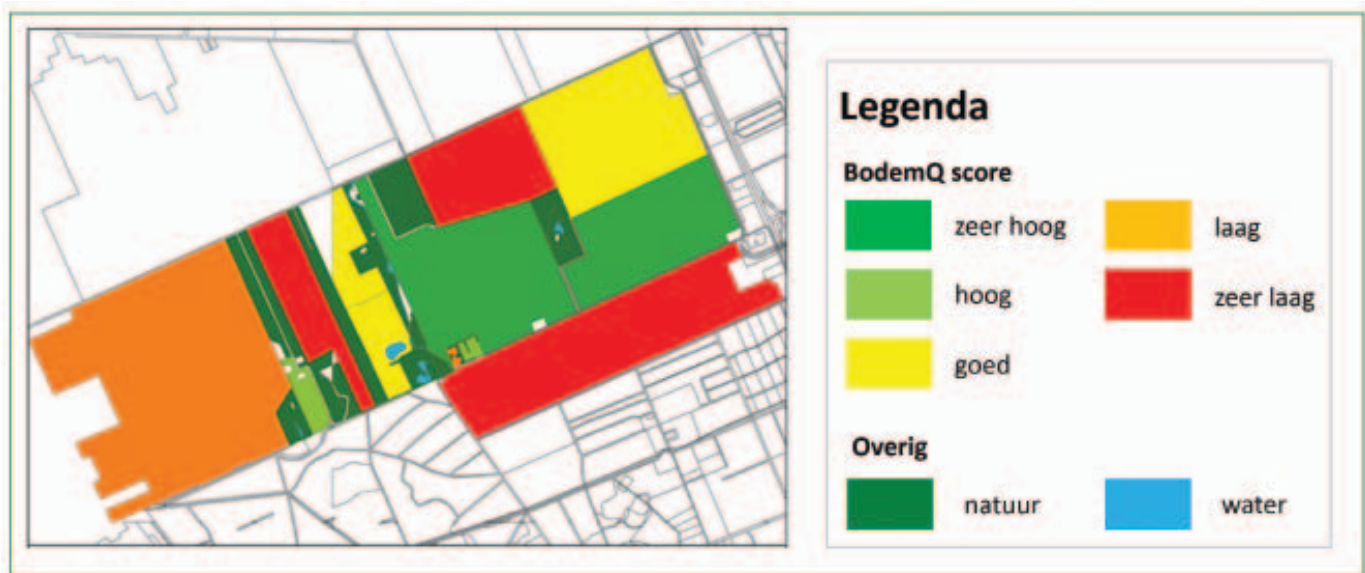 Legenda
BodemQ score
zeer hoog
laag
hoog
zeer laag
goed
Overig
natuur
water